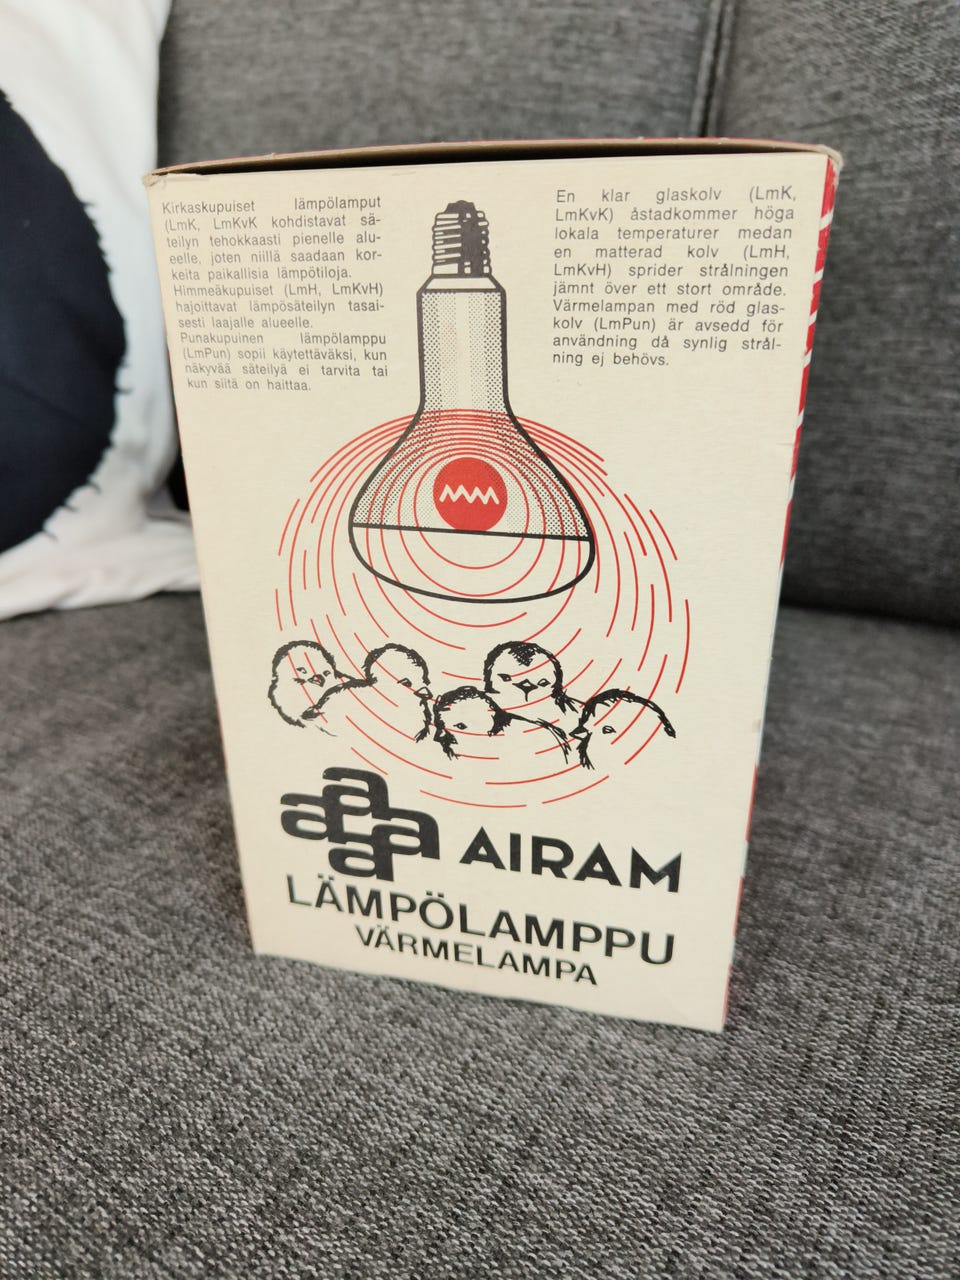 Kirkaskupuiset lämpölamput
(LmK, LmKvK kohdistavat sä-
teilyn tehokkaasti pienelle alu-
eelle, joten niillä saadaan kor-
keita paikallisia lämpötiloja.
Himmeäkupuiset (LmH, LmKvH)
hajoittavat lämpösäteilyn tasai-
sesti laajalle alueelle.
Punakupuinen lämpölamppu
(LmPun) sopii käytettäväksi, kun
näkyvää säteilyä ei tarvita tai
kun siitä on haittaa.
En klar glaskolv (LmK,
LmKvK) åstadkommer höga
lokala temperaturer medan
en matterad kolv (LmH,
LmKvH) sprider strålningen
jämnt över ett stort område.
Värmelampan med röd glas-
kolv (LmPun) är avsedd för
användning då synlig strål-
ning ej behövs.
a
a a
a
AIRAM
LÄMPÖLAMPPU
VÄRMELAMPA